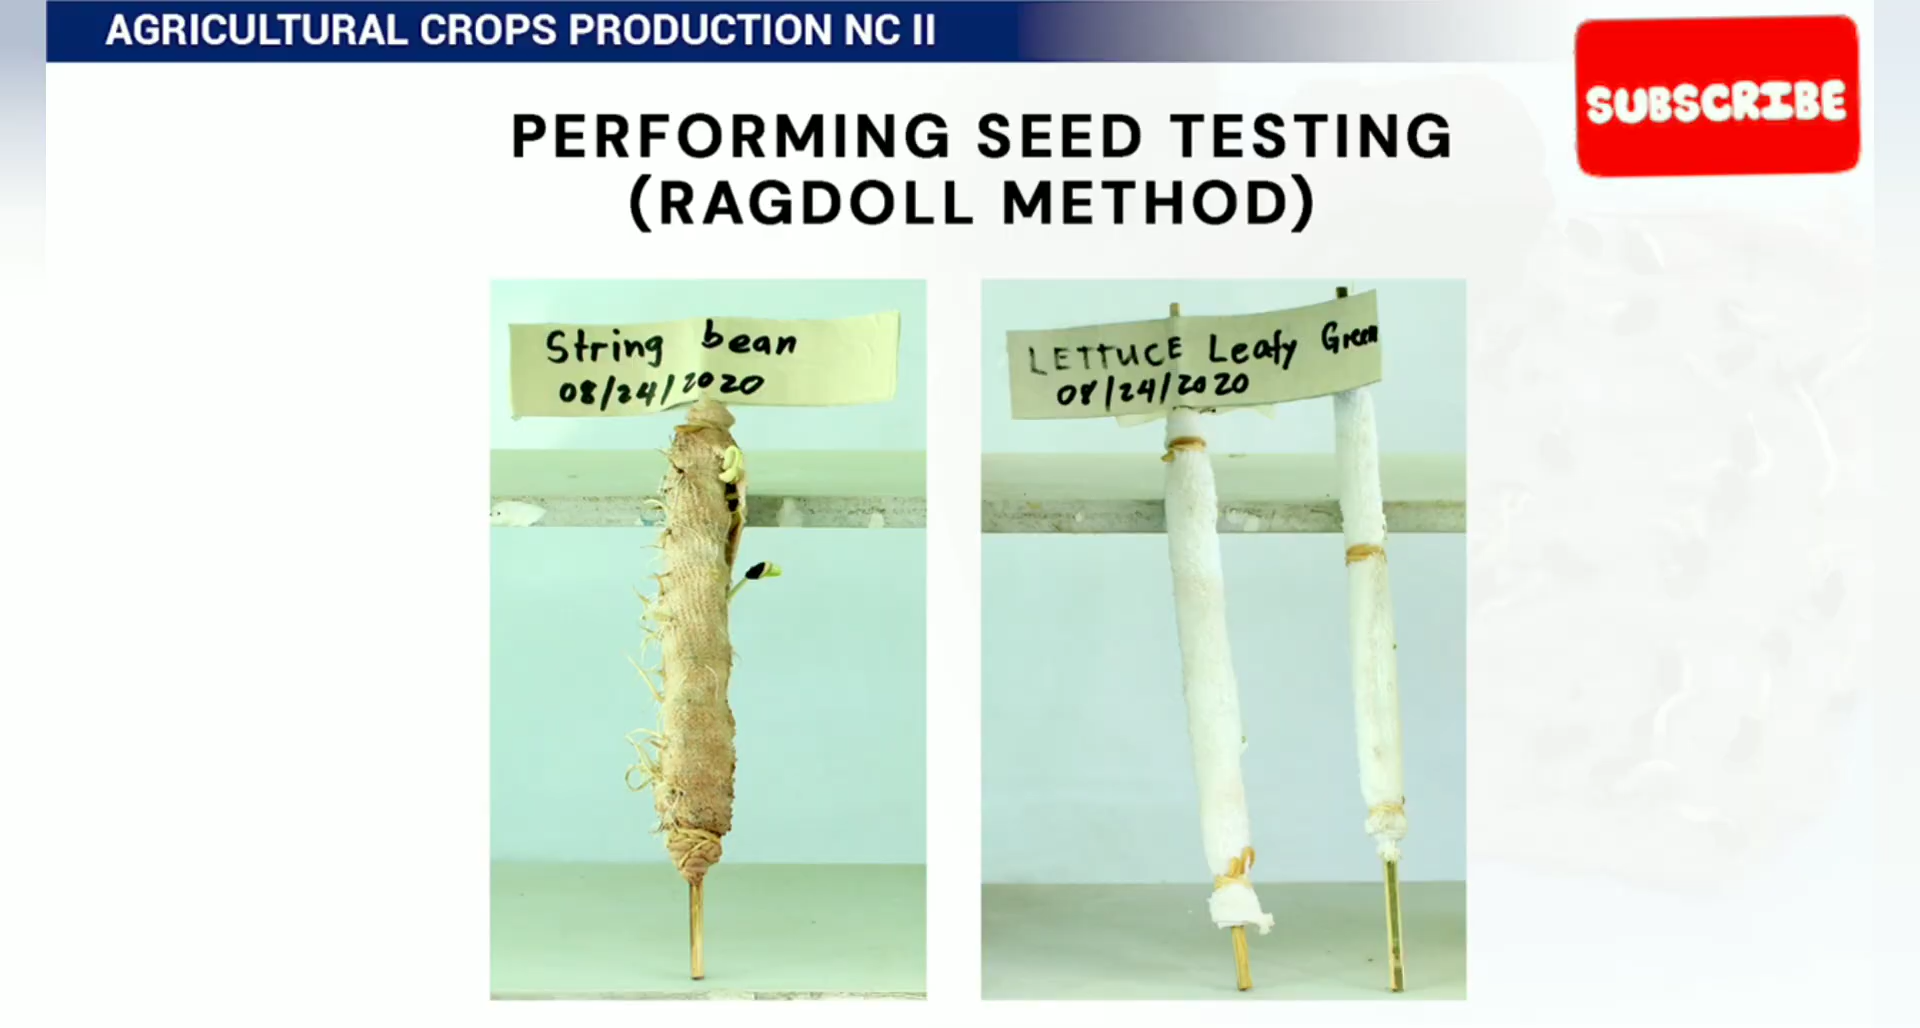 AGRICULTURAL CROPS PRODUCTION NC II
SUBSCRIBE
PERFORMING SEED TESTING
(RAGDOLL METHOD)
String bean
08/24/2020
LETTUCE Leafy Green
08/24/2020